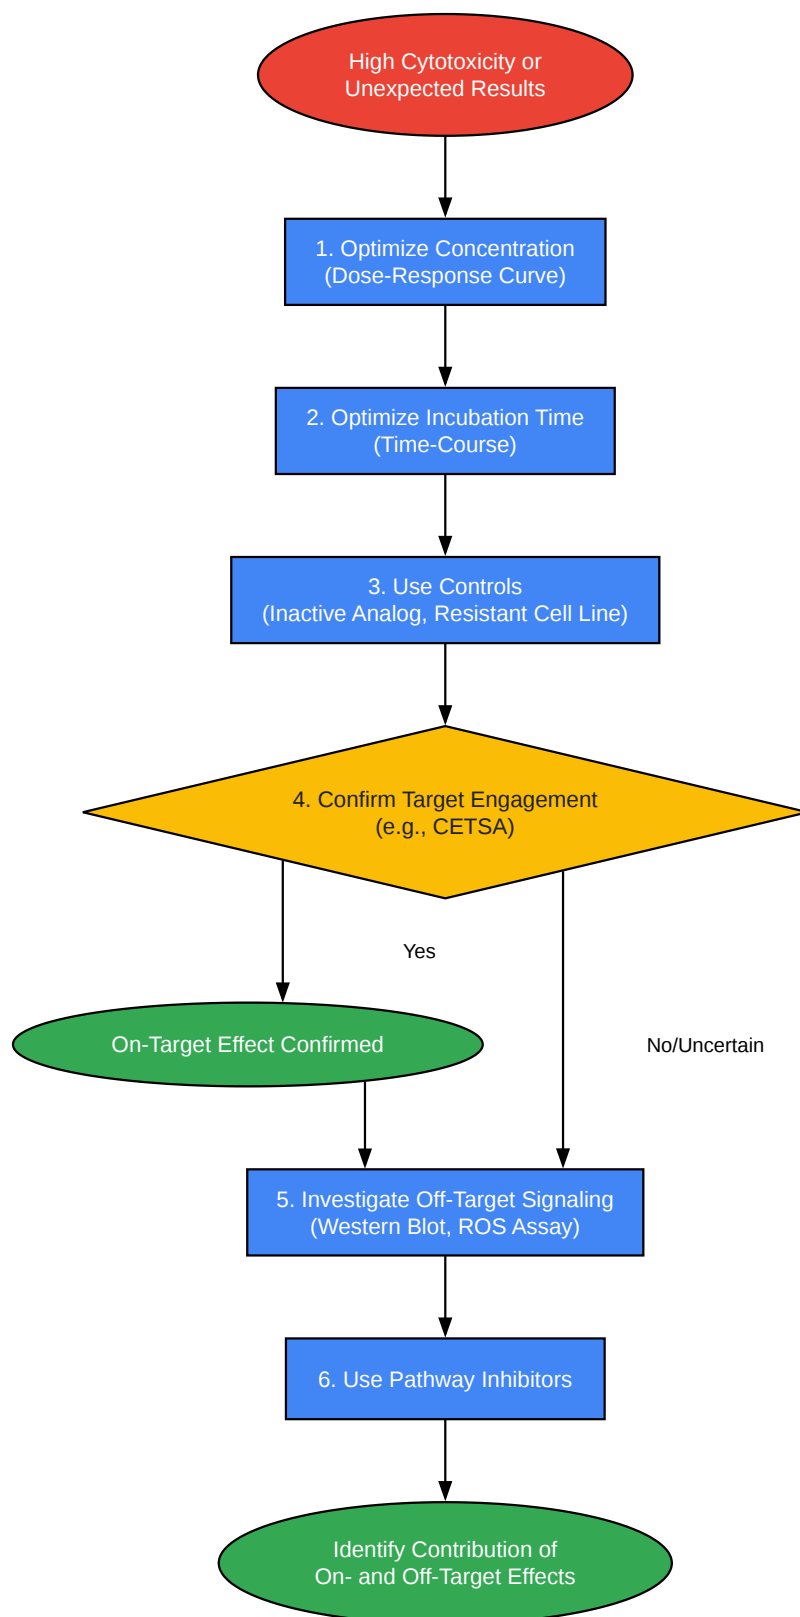 High Cytotoxicity or
Unexpected Results
1. Optimize Concentration
(Dose-Response Curve)
2. Optimize Incubation Time
(Time-Course)
3. Use Controls
(Inactive Analog, Resistant Cell Line)
4. Confirm Target Engagement
(e.g., CETSA)
Yes
On-Target Effect Confirmed
No/Uncertain
5. Investigate Off-Target Signaling
(Western Blot, ROS Assay)
6. Use Pathway Inhibitors
Identify Contribution of
On- and Off-Target Effects